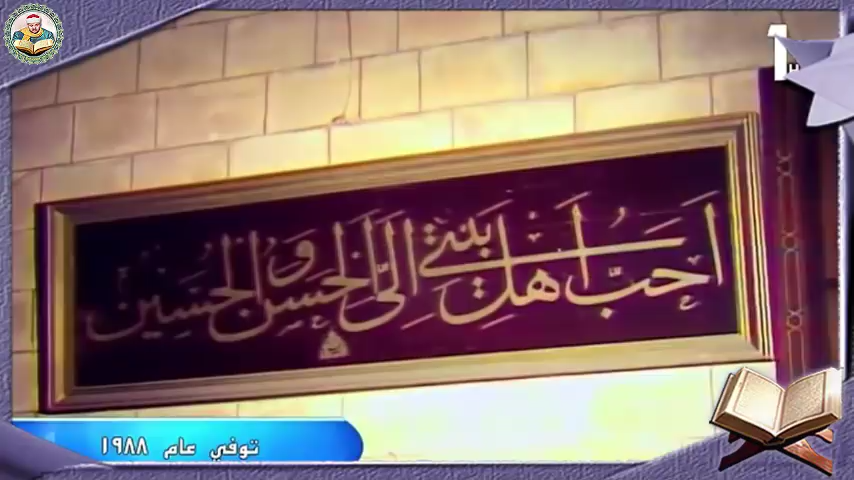 أحب أهل بيتي إلى الحسن والحسين
توفي عام ١٩٨٨